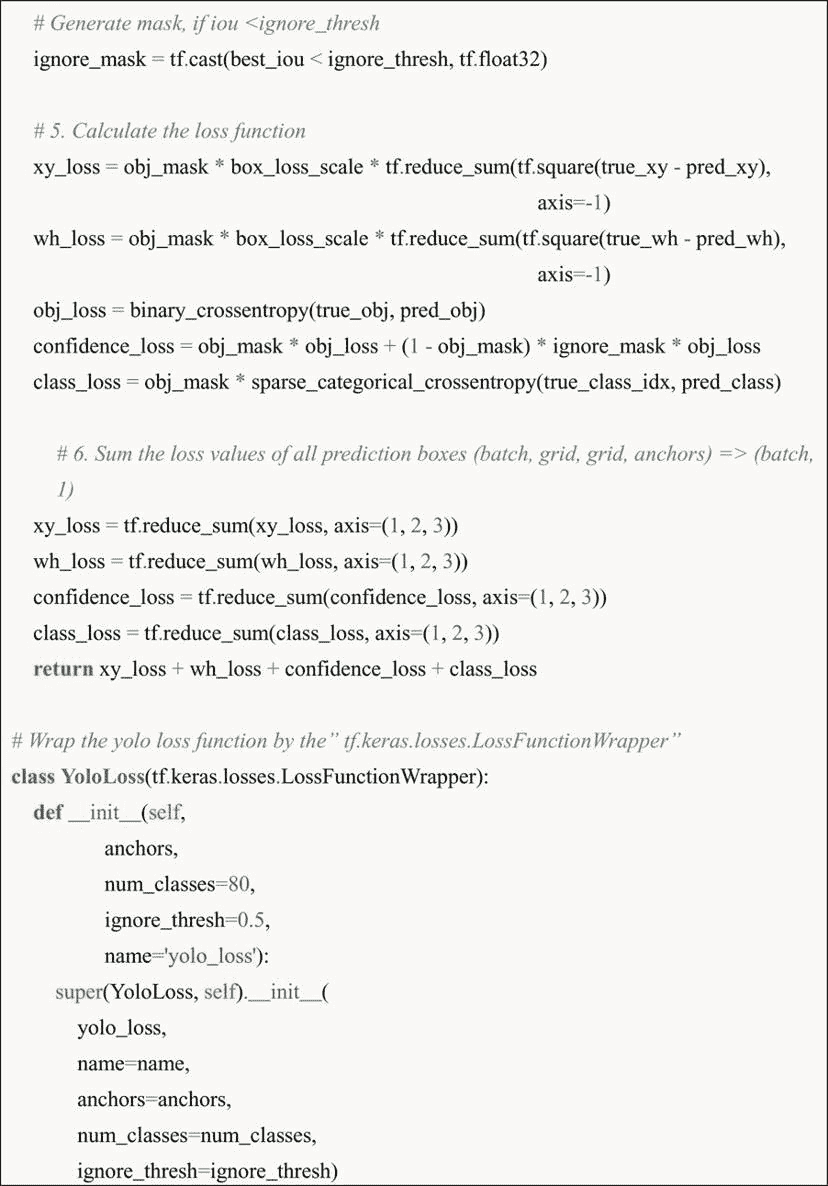 # Generate mask, if iou <ignore_thresh
ignore_mask = tf.cast(best_iou < ignore_thresh, tf.float32)
# 5. Calculate the loss function
xy_loss = obj_mask * box_loss_scale * tf.reduce_sum(tf.square(true_xy - pred_xy),
axis=-1)
wh_loss = obj_mask * box_loss_scale * tf.reduce_sum(tf.square(true_wh - pred_wh),
axis=-1)
obj_loss = binary_crossentropy(true_obj, pred_obj)
confidence_loss = obj_mask * obj_loss + (1 - obj_mask) * ignore_mask * obj_loss
class_loss = obj_mask * sparse_categorical_crossentropy(true_class_idx, pred_class)
# 6. Sum the loss values of all prediction boxes (batch, grid, grid, anchors) => (batch,
1)
xy_loss = tf.reduce_sum(xy_loss, axis=(1, 2, 3))
wh_loss = tf.reduce_sum(wh_loss, axis=(1, 2, 3))
confidence_loss = tf.reduce_sum(confidence_loss, axis=(1, 2, 3))
class_loss = tf.reduce_sum(class_loss, axis=(1, 2, 3))
return xy_loss + wh_loss + confidence_loss + class_loss
# Wrap the yolo loss function by the” tf.keras.losses.LossFunctionWrapper”
class YoloLoss(tf.keras.losses.LossFunctionWrapper):
def __init__(self,
anchors,
num_classes=80,
ignore_thresh=0.5,
name='yolo_loss'):
super(YoloLoss, self).__init__(
yolo_loss,
name=name,
anchors=anchors,
num_classes=num_classes,
ignore_thresh=ignore_thresh)